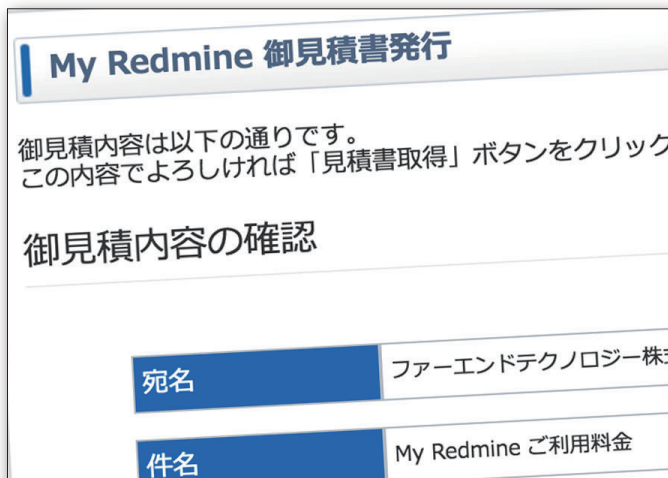 My Redmine 御見積書発行
御見積内容は以下の通りです。
この内容でよろしければ「見積書取得」ボタンをクリック
御見積内容の確認
宛名
ファーエンドテクノロジー株
件名
My Redmine ご利用料金